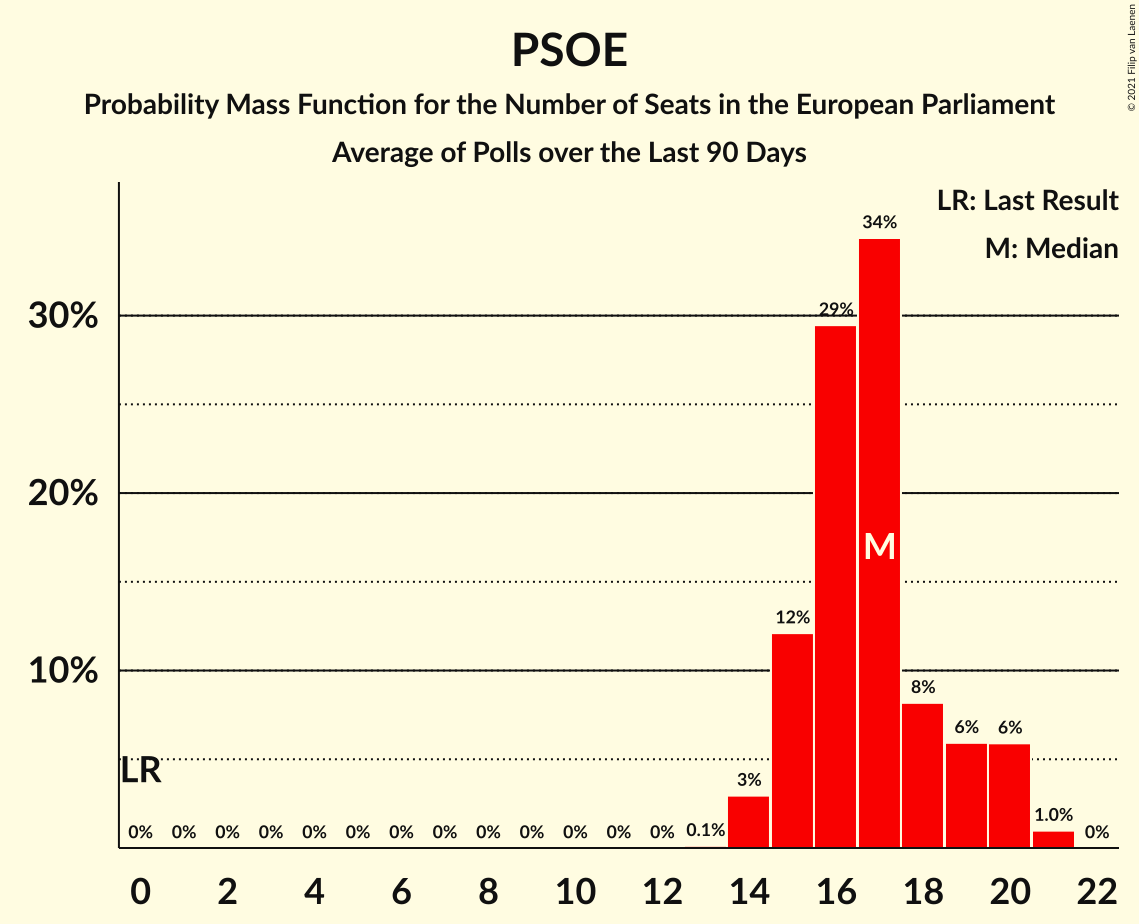 PSOE
Probability Mass Function for the Number of Seats in the European Parliament
Average of Polls over the Last 90 Days
© 2021 Filip van Laenen
LR: Last Result
M: Median
34%
30%
29%
20%
M
12%
10%
8%
6%
6%
LR
3%
1.0%
0%
0%
0%
0%
0%
0%
0%
0%
0%
0%
0%
0%
0%
0.1%
0%
0 2 4 6 8 10 12 14 16 18 20 22